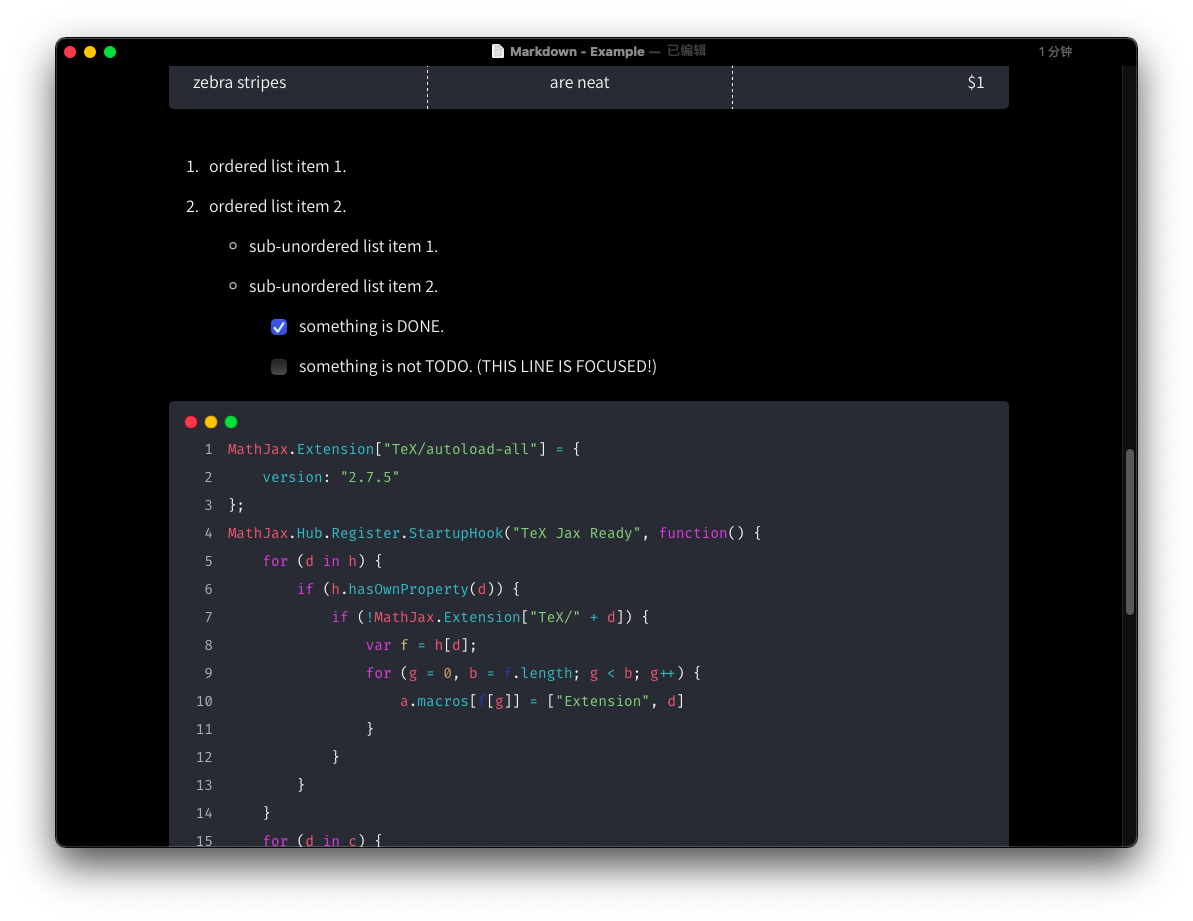 Markdown - Example — 已编辑
1 分钟
zebra stripes are neat $1
1. ordered list item 1.
2. ordered list item 2.
sub-unordered list item 1.
sub-unordered list item 2.
something is DONE.
something is not TODO. (THIS LINE IS FOCUSED!)
1 MathJax.Extension["TeX/autoload-all"] = {
2     version: "2.7.5"
3 };
4 MathJax.Hub.Register.StartupHook("TeX Jax Ready", function() {
5     for (d in h) {
6         if (h.hasOwnProperty(d)) {
7             if (!MathJax.Extension["TeX/" + d]) {
8                 var f = h[d];
9                 for (g = 0, b = f.length; g < b; g++) {
10                     a.macros[f[g]] = ["Extension", d]
11                 }
12             }
13         }
14     }
15     for (d in c) {